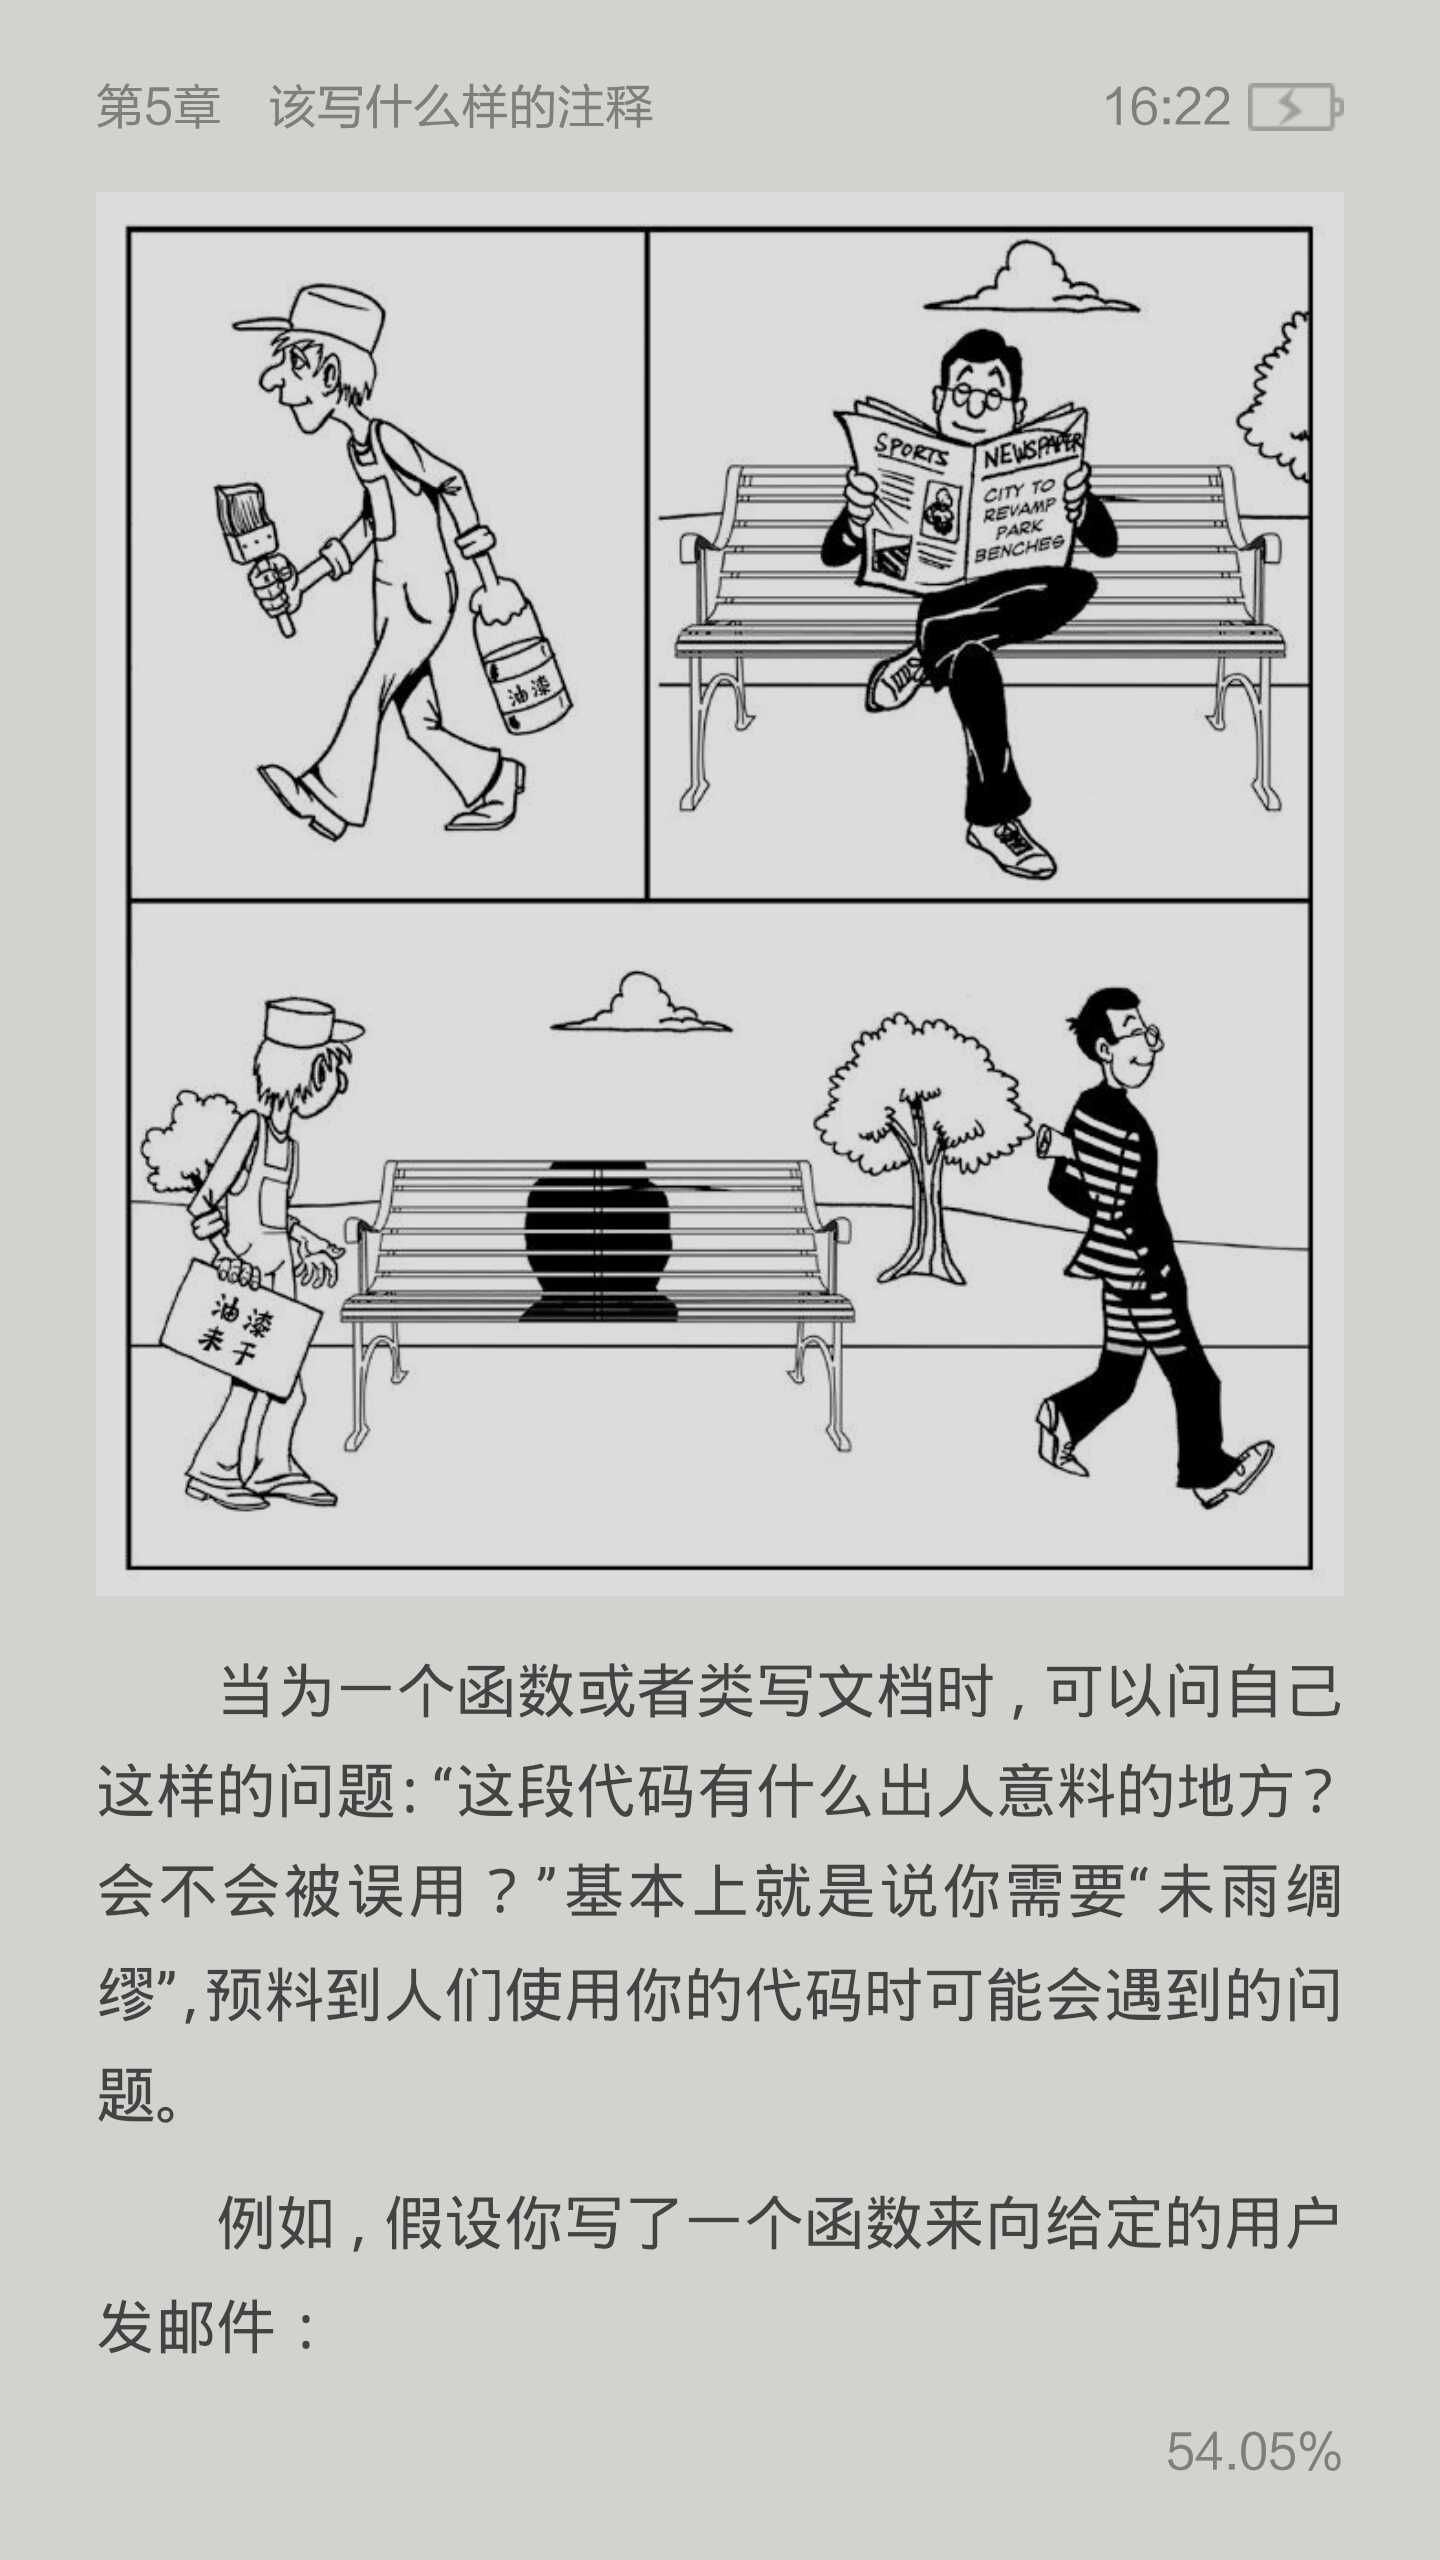 第5章 该写什么样的注释
16:22
SPORTS
NEWSPAPER
CITY TO
REVAMP
PARK
BENCHES
油漆
油漆
未干
当为一个函数或者类写文档时，可以问自己
这样的问题：“这段代码有什么出人意料的地方？
会不会被误用？”基本上就是说你需要“未雨绸
缪”，预料到人们使用你的代码时可能会遇到的问
题。
例如，假设你写了一个函数来向给定的用户
发邮件：
54.05%